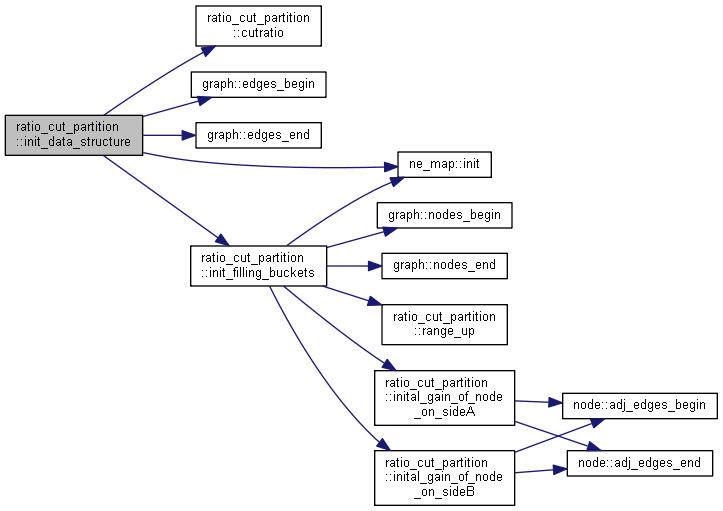 ratio_cut_partition
::cutratio
graph::edges_begin
ratio_cut_partition
::init_data_structure
graph::edges_end
ne_map::init
graph::nodes_begin
ratio_cut_partition
::init_filling_buckets
graph::nodes_end
ratio_cut_partition
::range_up
ratio_cut_partition
::inital_gain_of_node
_on_sideA
node::adj_edges_begin
ratio_cut_partition
::inital_gain_of_node
_on_sideB
node::adj_edges_end